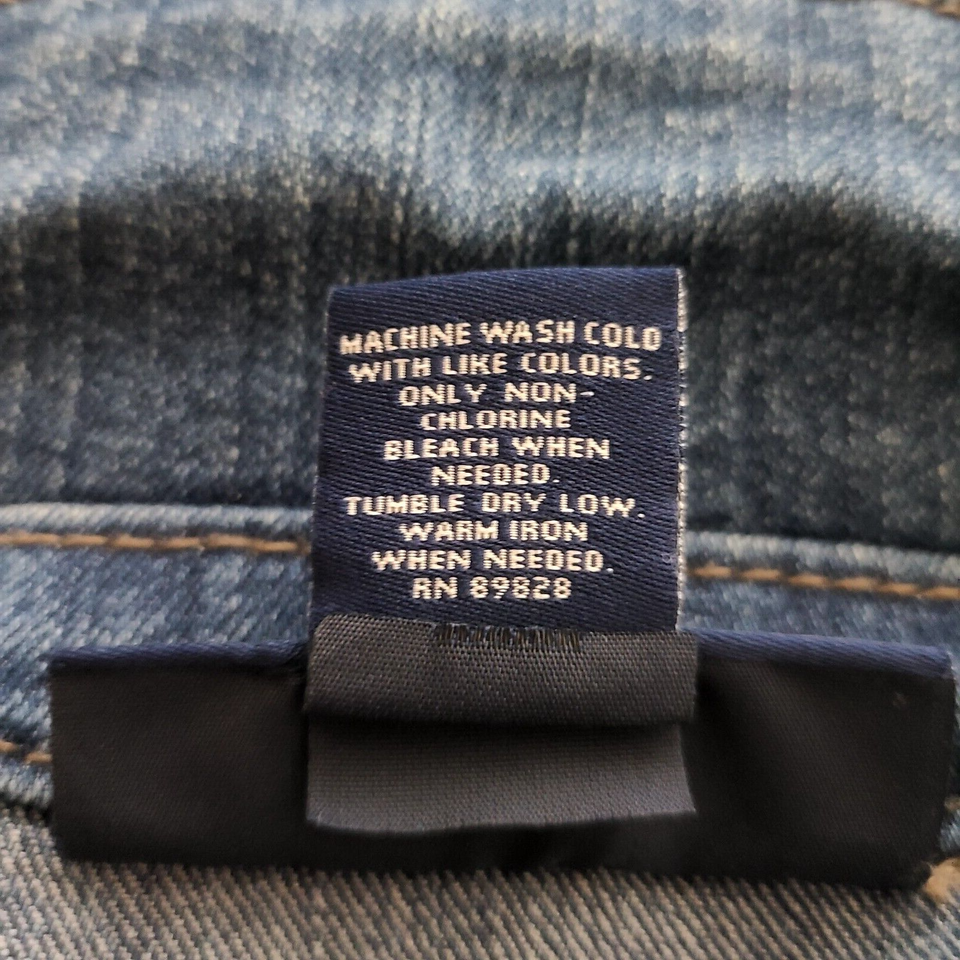 MACHINE WASH COLD
WITH LIKE COLORS.
ONLY NON-
CHLORINE
BLEACH WHEN
NEEDED.
TUMBLE DRY LOW.
WARM IRON
WHEN NEEDED.
RN 89828